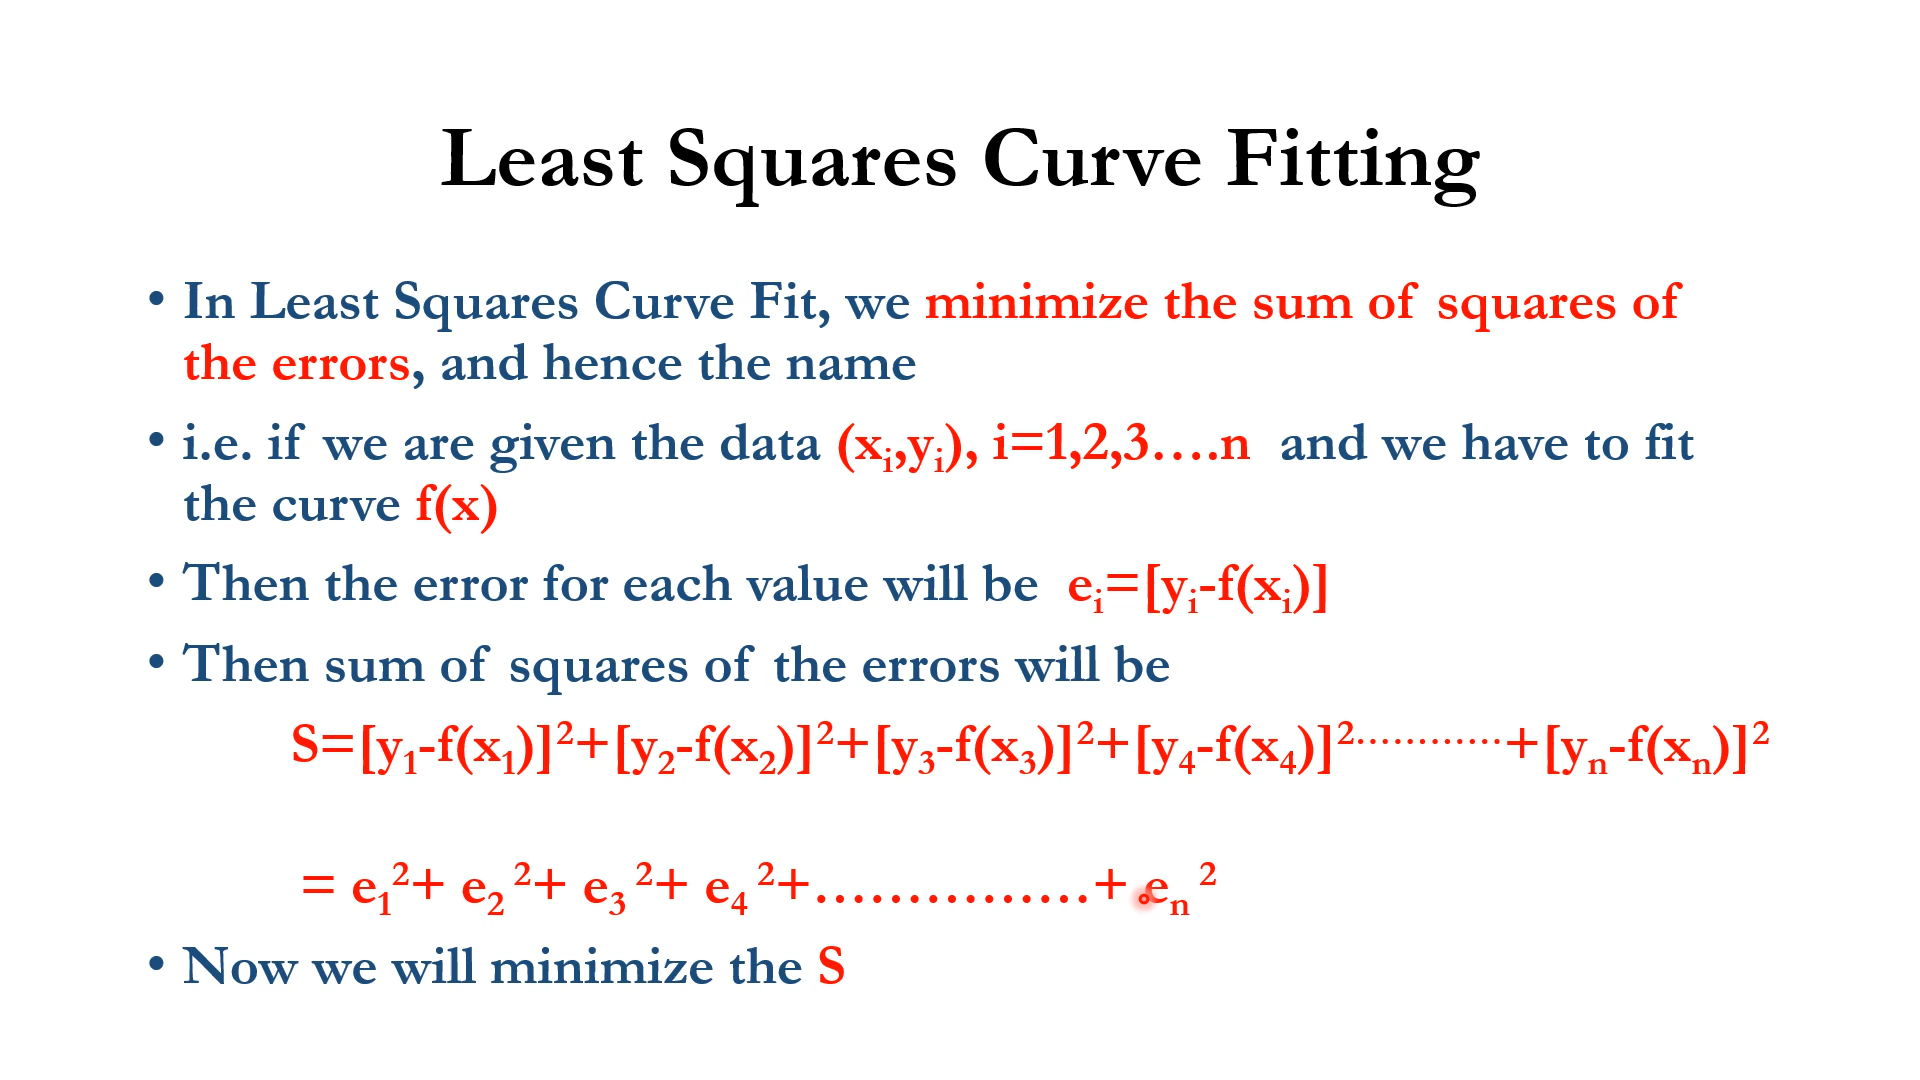 Least Squares Curve Fitting
• In Least Squares Curve Fit, we minimize the sum of squares of
the errors, and hence the name
• i.e. if we are given the data (xᵢ,yᵢ), i=1,2,3….n and we have to fit
the curve f(x)
• Then the error for each value will be eᵢ=[yᵢ-f(xᵢ)]
• Then sum of squares of the errors will be
S=[y₁-f(x₁)]²+[y₂-f(x₂)]²+[y₃-f(x₃)]²+[y₄-f(x₄)]²…………+[yₙ-f(xₙ)]²
= e₁²+ e₂ ²+ e₃ ²+ e₄ ²+……………+ eₙ ²
• Now we will minimize the S